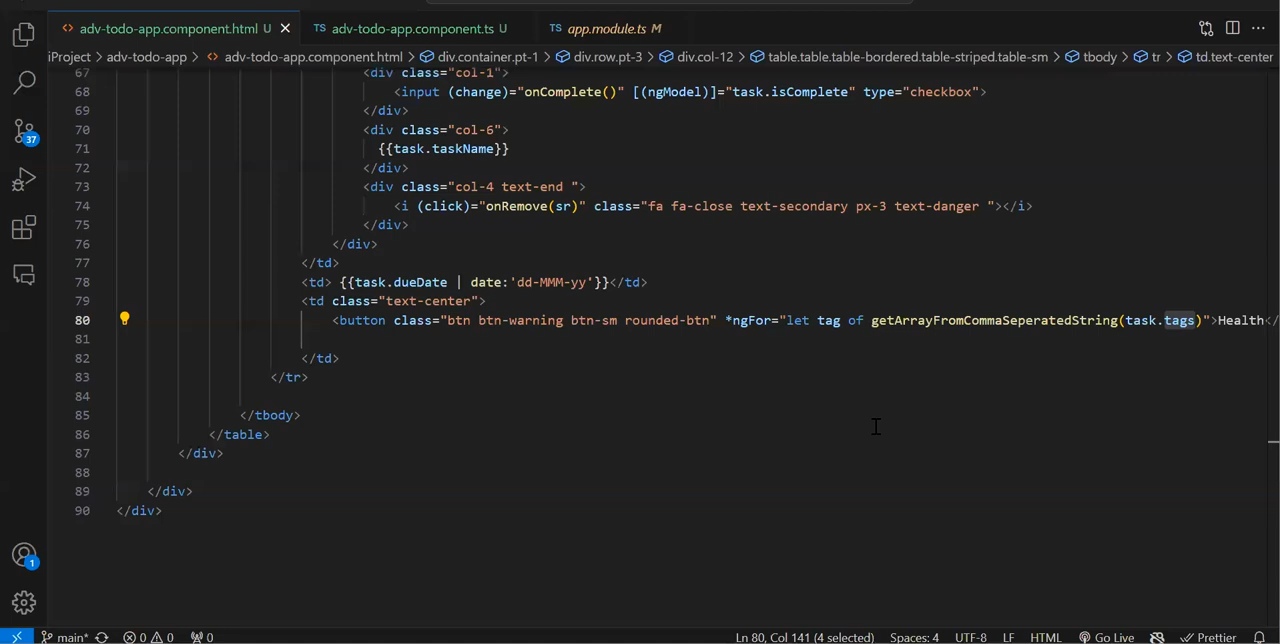 adv-todo-app.component.html U
adv-todo-app.component.ts U
app.module.ts M
iProject > adv-todo-app > adv-todo-app.component.html > div.container.pt-1 > div.row.pt-3 > div.col-12 > table.table.table-bordered.table-striped.table-sm > tbody > tr > td.text-center
67 <div class="col-1">
68 <input (change)="onComplete()" [(ngModel)]="task.isComplete" type="checkbox">
69 </div>
70 <div class="col-6">
71 {{task.taskName}}
72 </div>
73 <div class="col-4 text-end ">
74 <i (click)="onRemove(sr)" class="fa fa-close text-secondary px-3 text-danger "></i>
75 </div>
76 </div>
77 </td>
78 <td> {{task.dueDate | date:'dd-MMM-yy'}}</td>
79 <td class="text-center">
80 <button class="btn btn-warning btn-sm rounded-btn" *ngFor="let tag of getArrayFromCommaSeperatedString(task.tags)">Health</
81
82 </td>
83 </tr>
84
85 </tbody>
86 </table>
87 </div>
88
89 </div>
90 </div>
37
1
main* 0 0 0 Ln 80, Col 141 (4 selected) Spaces: 4 UTF-8 LF HTML Go Live Prettier